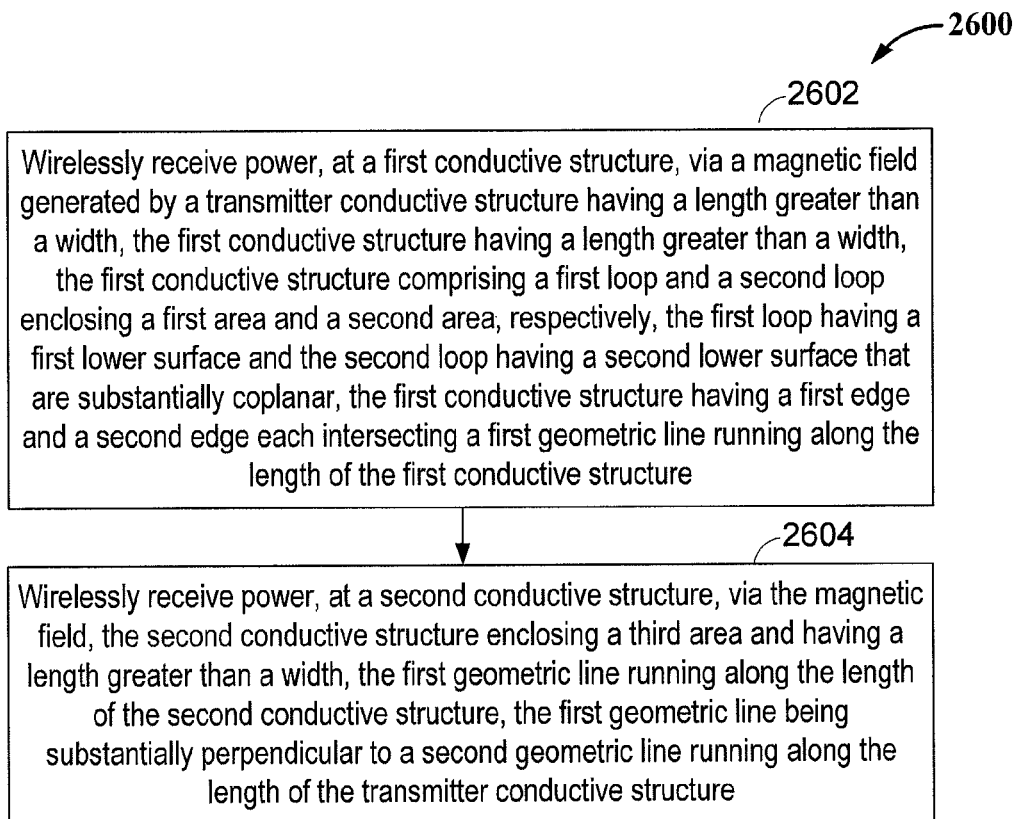 2600
2602
Wirelessly receive power, at a first conductive structure, via a magnetic field
generated by a transmitter conductive structure having a length greater than
a width, the first conductive structure having a length greater than a width,
the first conductive structure comprising a first loop and a second loop
enclosing a first area and a second area, respectively, the first loop having a
first lower surface and the second loop having a second lower surface that
are substantially coplanar, the first conductive structure having a first edge
and a second edge each intersecting a first geometric line running along the
length of the first conductive structure
2604
Wirelessly receive power, at a second conductive structure, via the magnetic
field, the second conductive structure enclosing a third area and having a
length greater than a width, the first geometric line running along the length
of the second conductive structure, the first geometric line being
substantially perpendicular to a second geometric line running along the
length of the transmitter conductive structure